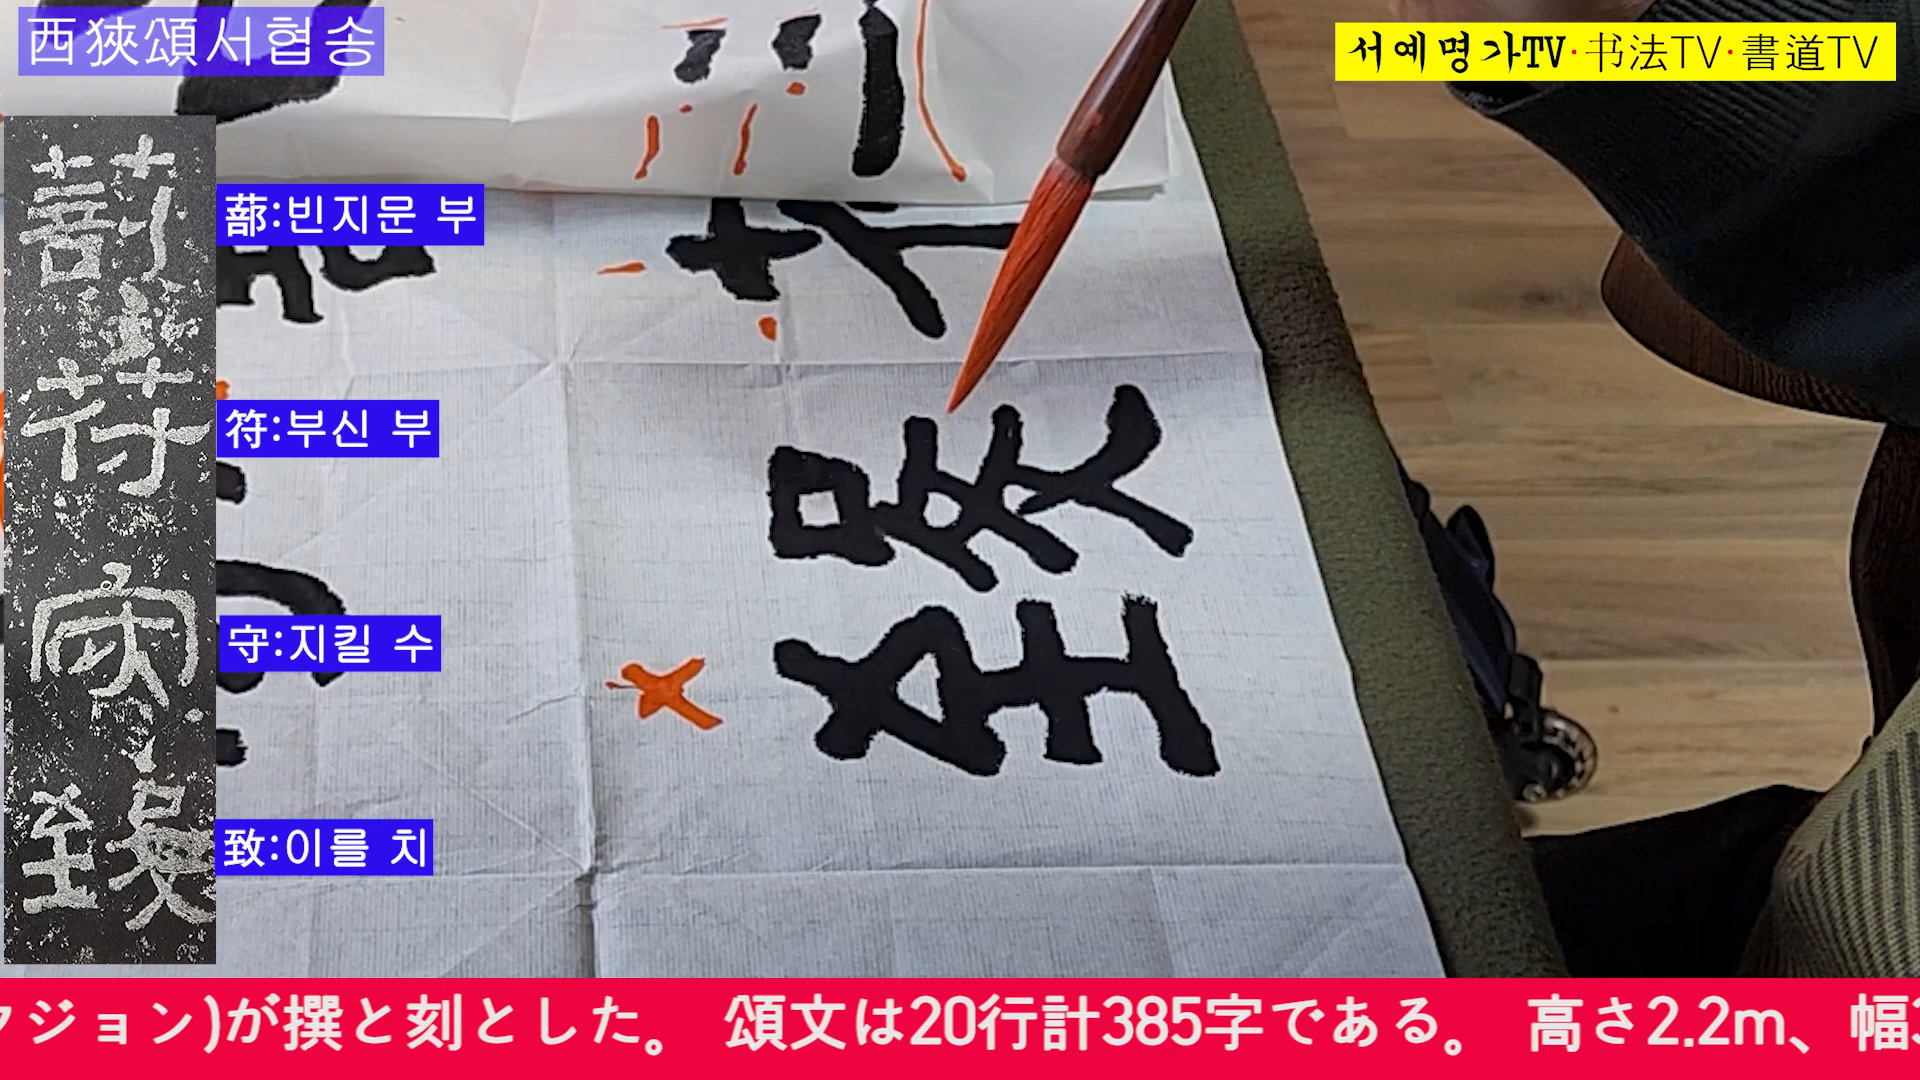 西狹頌서협송
서예명가TV·书法TV·書道TV
蔀:빈지문 부
符:부신 부
守:지킬 수
致:이를 치
クジョン)が撰と刻とした。 頌文は20行計385字である。 高さ2.2m、幅3